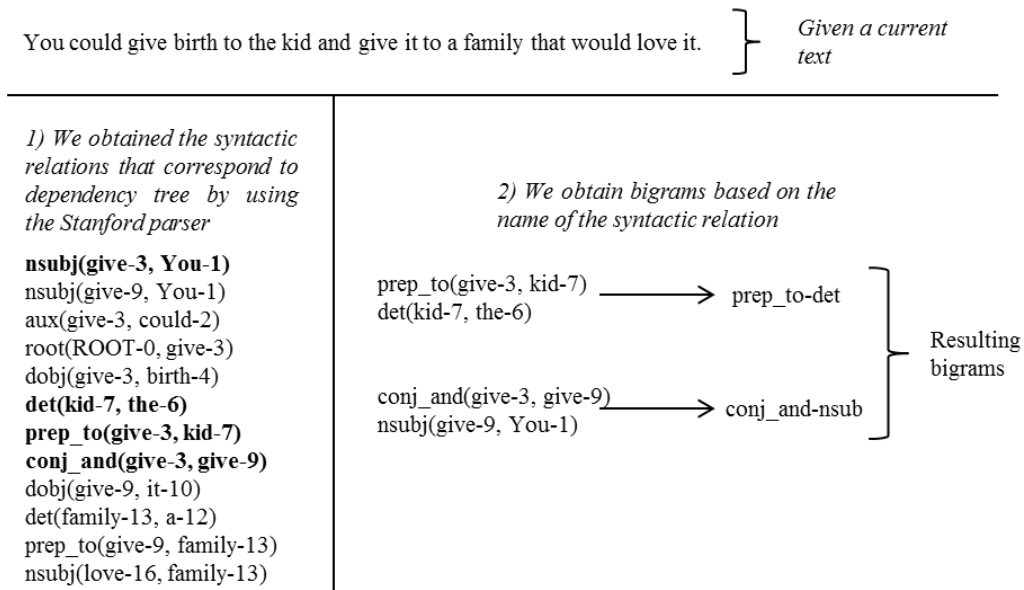 You could give birth to the kid and give it to a family that would love it.
Given a current
text
1) We obtained the syntactic
relations that correspond to
dependency tree by using
the Stanford parser
nsubj(give-3, You-1)
nsubj(give-9, You-1)
aux(give-3, could-2)
root(ROOT-0, give-3)
dobj(give-3, birth-4)
det(kid-7, the-6)
prep_to(give-3, kid-7)
conj_and(give-3, give-9)
dobj(give-9, it-10)
det(family-13, a-12)
prep_to(give-9, family-13)
nsubj(love-16, family-13)
2) We obtain bigrams based on the
name of the syntactic relation
prep_to(give-3, kid-7)
det(kid-7, the-6)
prep_to-det
conj_and(give-3, give-9)
nsubj(give-9, You-1)
conj_and-nsub
Resulting
bigrams